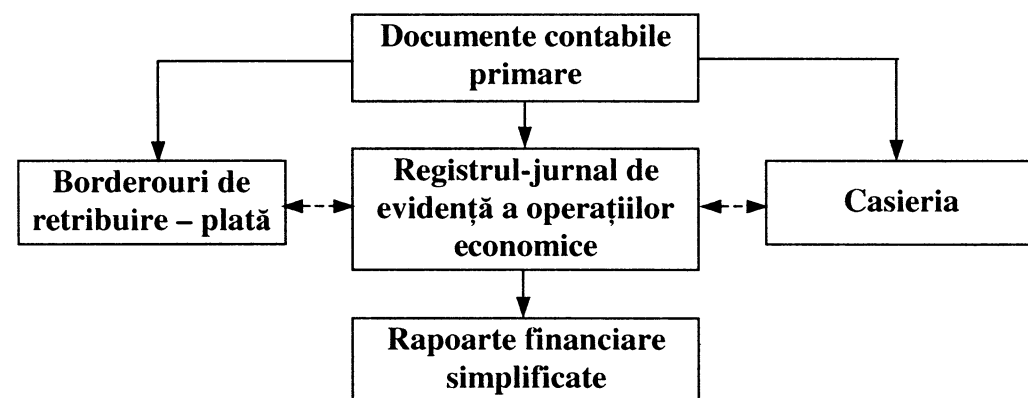 Documente contabile
primare
Borderouri de
retribuire – plată
Registrul-jurnal de
evidență a operațiilor
economice
Casieria
Rapoarte financiare
simplificate